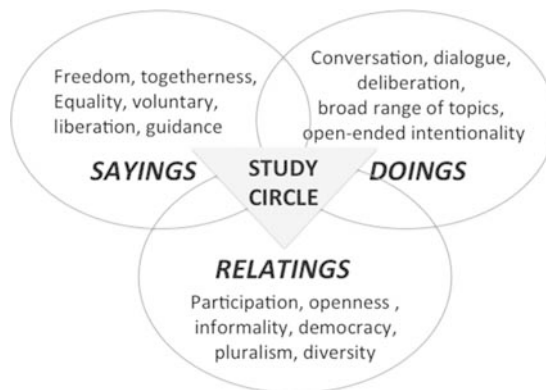 Freedom, togetherness,
Equality, voluntary,
liberation, guidance
SAYINGS
Conversation, dialogue,
deliberation,
broad range of topics,
open-ended intentionality
DOINGS
STUDY
CIRCLE
RELATINGS
Participation, openness ,
informality, democracy,
pluralism, diversity